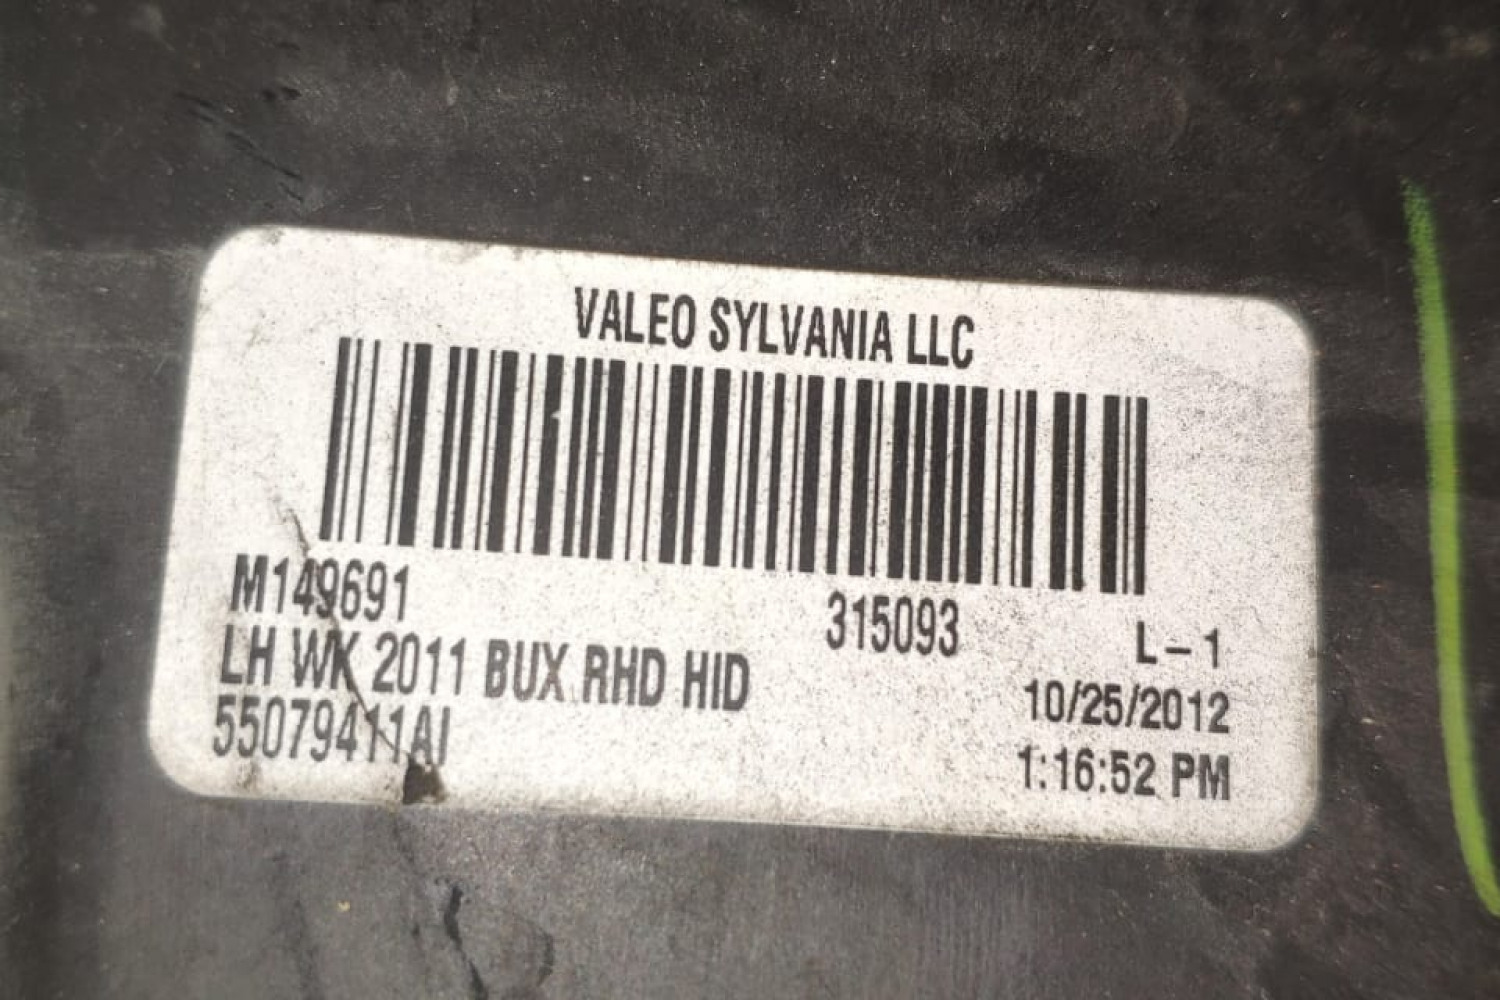 VALEO SYLVANIA LLC
M149691 315093 L-1
LH WK 2011 BUX RHD HID 10/25/2012
55079411AI 1:16:52 PM